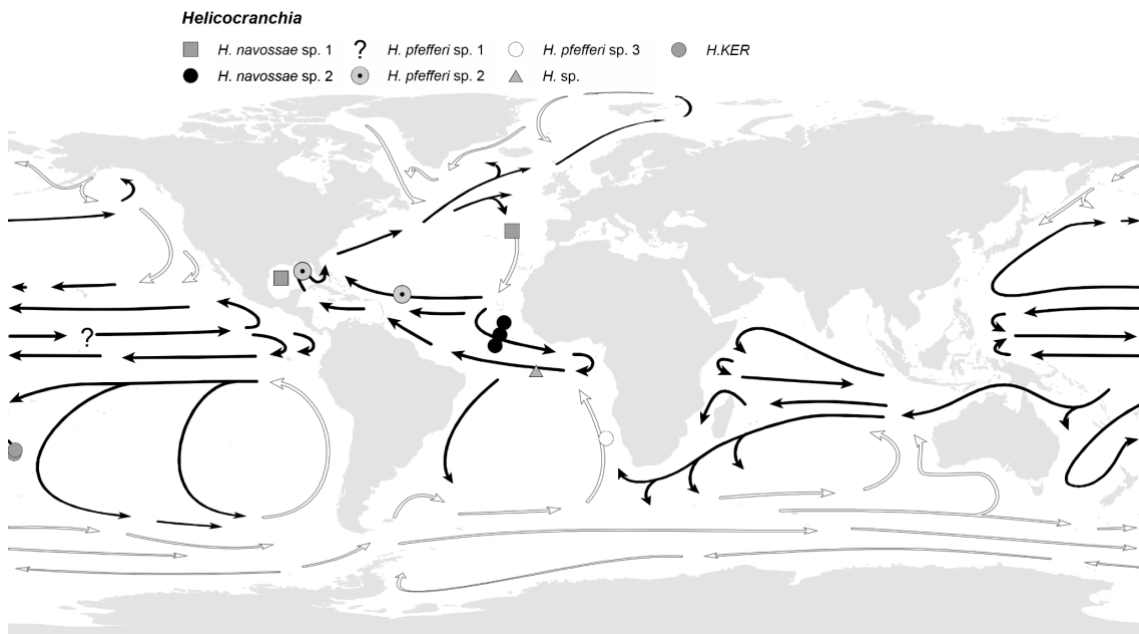 Helicocranchia
H. navossae sp. 1 ? H. pfefferi sp. 1 H. pfefferi sp. 3 H.KER
H. navossae sp. 2 H. pfefferi sp. 2 H. sp.
?